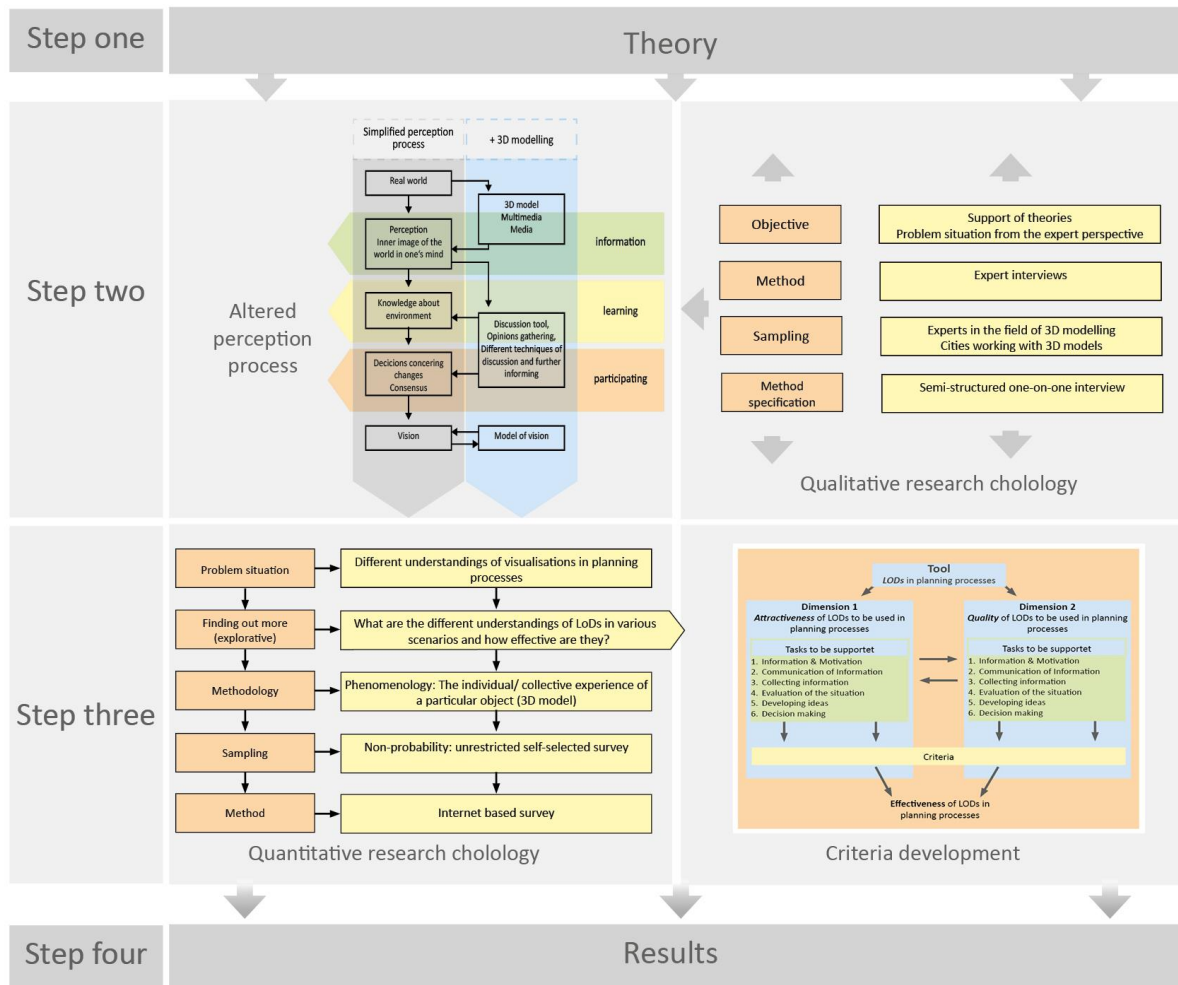 Step one
Theory
Step two
Altered
perception
process
Simplified perception
process
+ 3D modelling
Real world
3D model
Multimedia
Media
Perception
Inner image of the
world in one's mind
information
Knowledge about
environment
learning
Discussion tool,
Opinions gathering,
Different techniques of
discussion and further
informing
Decicions concering
changes
Consensus
participating
Vision
Model of vision
Objective
Support of theories
Problem situation from the expert perspective
Method
Expert interviews
Sampling
Experts in the field of 3D modelling
Cities working with 3D models
Method
specification
Semi-structured one-on-one interview
Qualitative research chology
Step three
Problem situation
Different understandings of visualisations in planning
processes
Finding out more
(explorative)
What are the different understandings of LoDs in various
scenarios and how effective are they?
Methodology
Phenomenology: The individual/ collective experience of
a particular object (3D model)
Sampling
Non-probability: unrestricted self-selected survey
Method
Internet based survey
Quantitative research cholology
Tool
LODs in planning processes
Dimension 1
Attractiveness of LODs to be used in
planning processes
Tasks to be supportet
1. Information & Motivation
2. Communication of Information
3. Collecting information
4. Evaluation of the situation
5. Developing ideas
6. Decision making
Dimension 2
Quality of LODs to be used in planning
processes
Tasks to be supportet
1. Information & Motivation
2. Communication of Information
3. Collecting information
4. Evaluation of the situation
5. Developing ideas
6. Decision making
Criteria
Effectiveness of LODs in
planning processes
Criteria development
Step four
Results